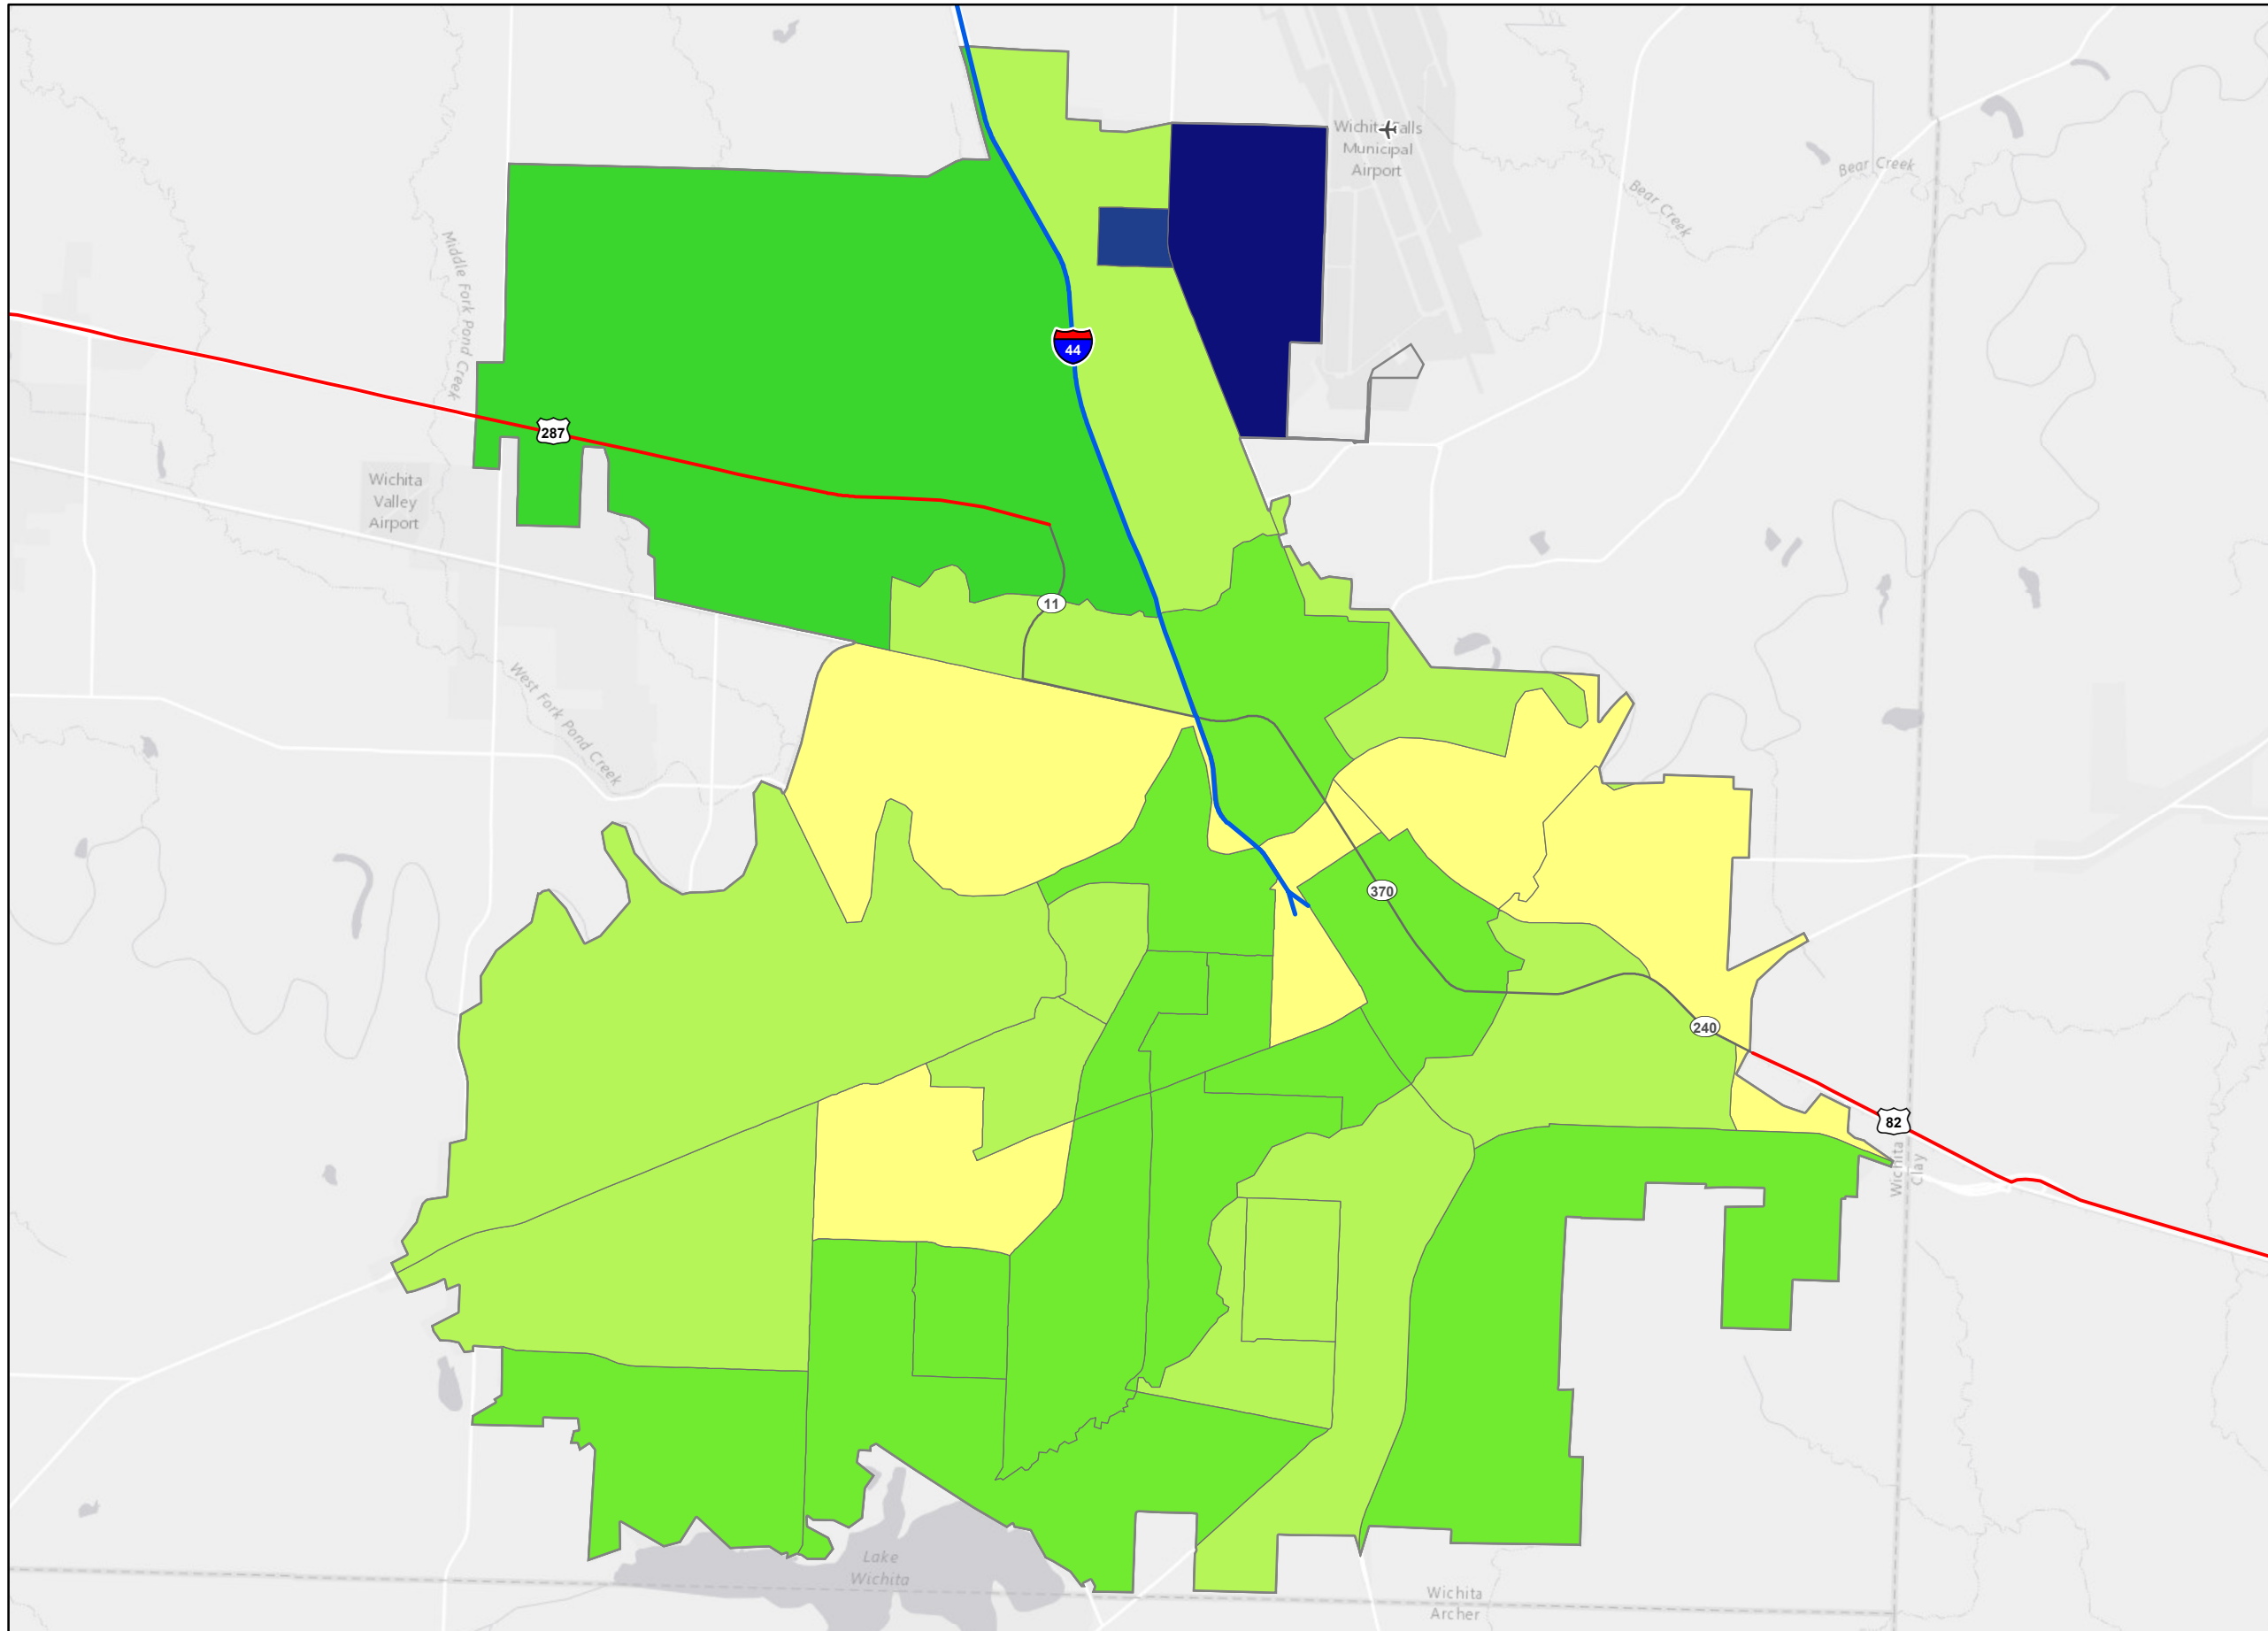 Wichita Falls
Municipal
Airport
Bear Creek
Bear Creek
Middle Fork Pond Creek
44
287
Wichita
Valley
Airport
11
West Fork Pond Creek
370
240
82
Wichita
Clay
Lake
Wichita
Wichita
Archer